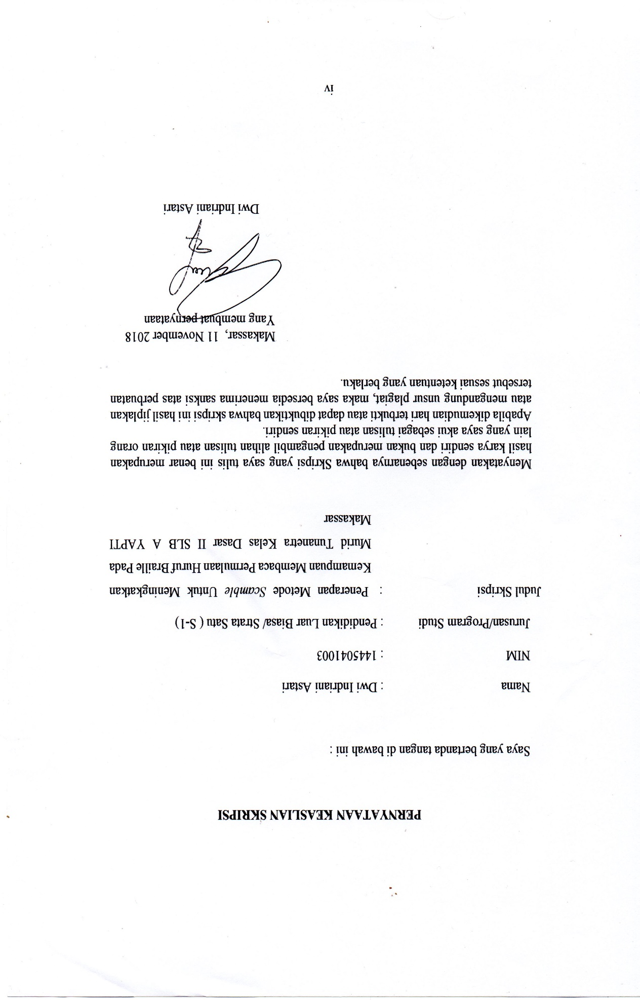 PERNYATAAN KEASLIAN SKRIPSI
Saya yang bertanda tangan di bawah ini :
Nama : Dwi Indriani Astari
NIM : 1445041003
Jurusan/Program Studi : Pendidikan Luar Biasa/ Strata Satu ( S-1)
Judul Skripsi : Penerapan Metode Scamble Untuk Meningkatkan
Kemampuan Membaca Permulaan Huruf Braille Pada
Murid Tunanetra Kelas Dasar II SLB A YAPTI
Makassar
Menyatakan dengan sebenarnya bahwa Skripsi yang saya tulis ini benar merupakan
hasil karya sendiri dan bukan merupakan pengambil alihan tulisan atau pikiran orang
lain yang saya akui sebagai tulisan atau pikiran sendiri.
Apabila dikemudian hari terbukti atau dapat dibuktikan bahwa skripsi ini hasil jiplakan
atau mengandung unsur plagiat, maka saya bersedia menerima sanksi atas perbuatan
tersebut sesuai ketentuan yang berlaku.
Makassar, 11 November 2018
Yang membuat pernyataan
Dwi Indriani Astari
iv